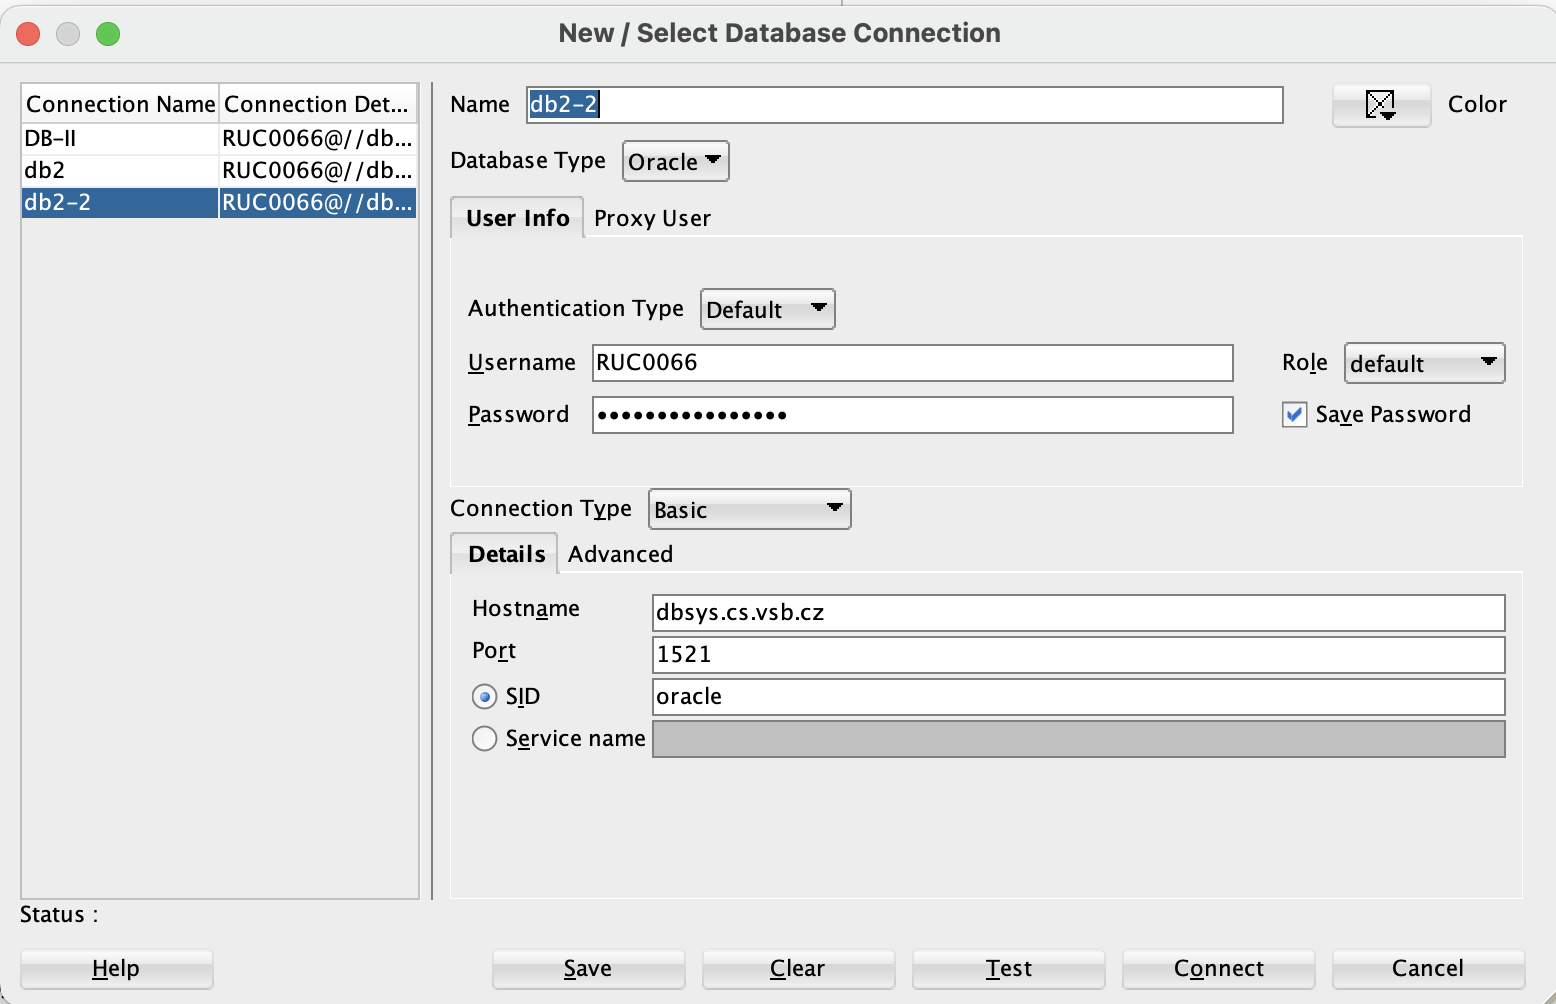 New / Select Database Connection
Connection Name Connection Det...
DB-II RUC0066@//db...
db2 RUC0066@//db...
db2-2 RUC0066@//db...
Name db2-2 Color
Database Type Oracle
User Info Proxy User
Authentication Type Default
Username RUC0066 Role default
Password •••••••••••••••• Save Password
Connection Type Basic
Details Advanced
Hostname dbsys.cs.vsb.cz
Port 1521
SID oracle
Service name
Status :
Help Save Clear Test Connect Cancel